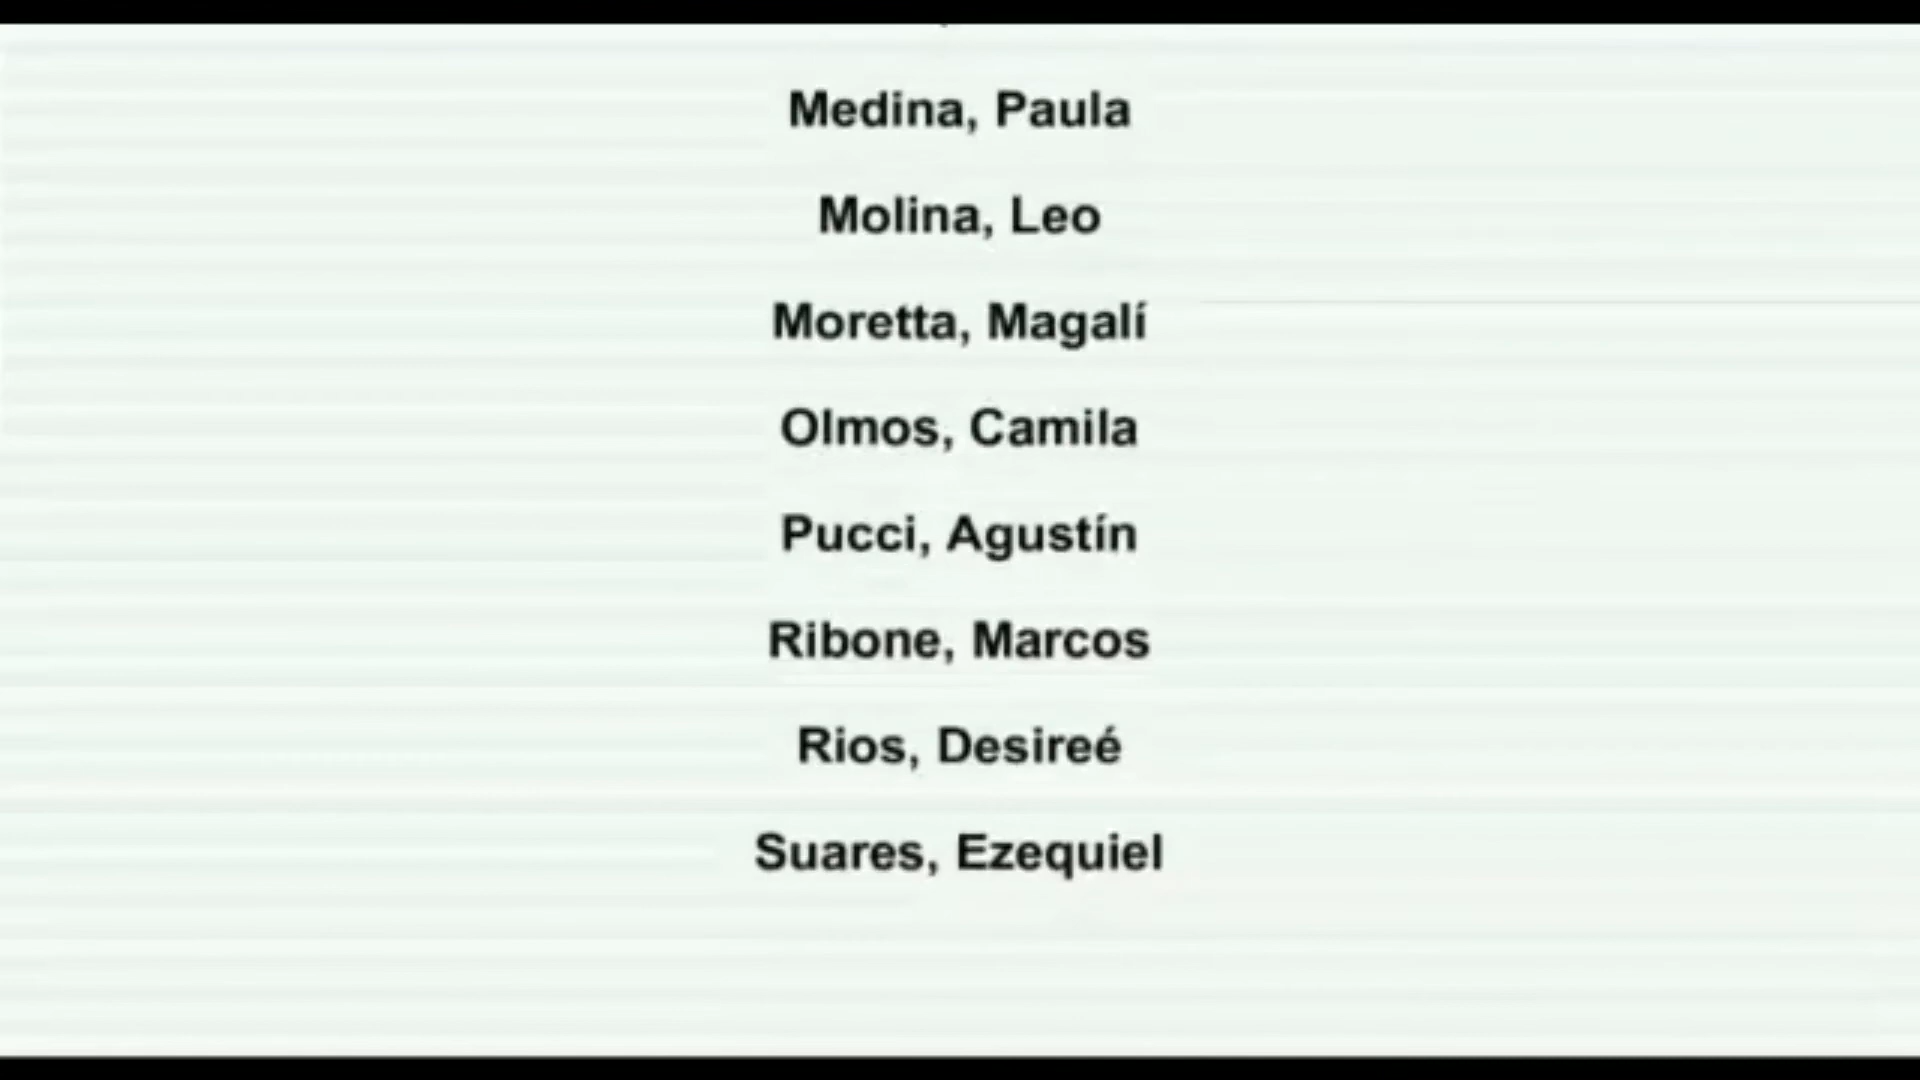 Medina, Paula
Molina, Leo
Moretta, Magalí
Olmos, Camila
Pucci, Agustín
Ribone, Marcos
Rios, Desireé
Suares, Ezequiel